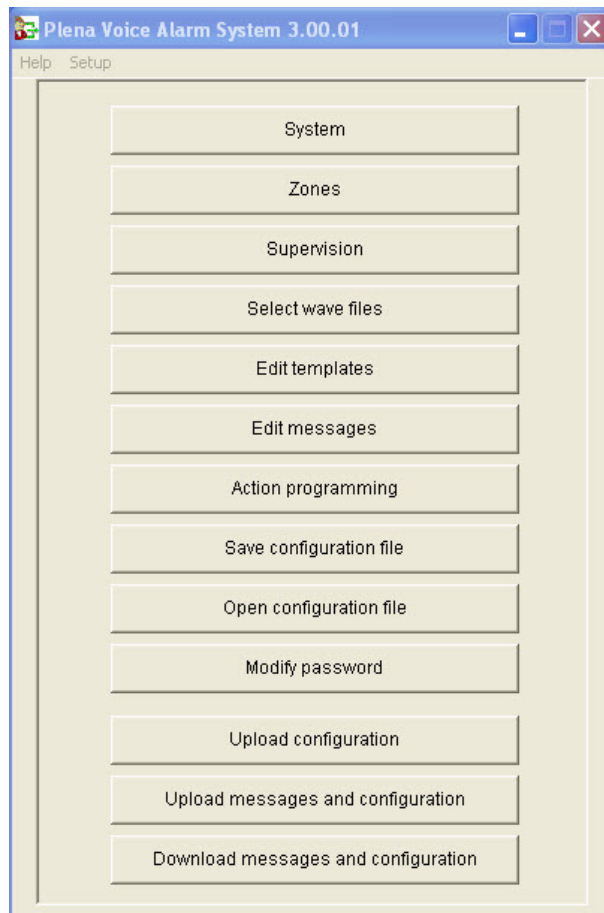 Plena Voice Alarm System 3.00.01
Help Setup
System
Zones
Supervision
Select wave files
Edit templates
Edit messages
Action programming
Save configuration file
Open configuration file
Modify password
Upload configuration
Upload messages and configuration
Download messages and configuration